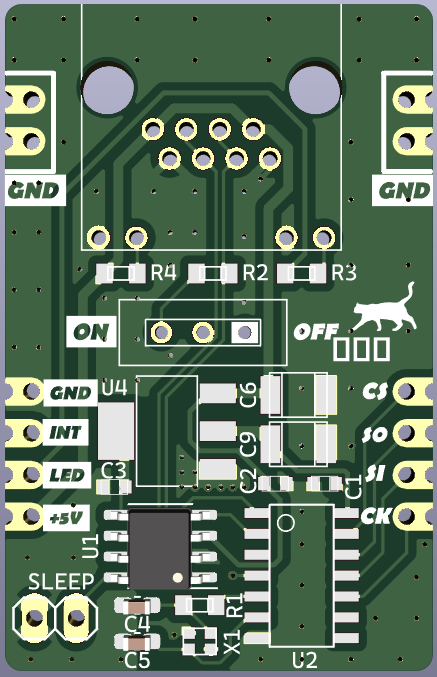 GND GND
R4 R2 R3
ON OFF
GND U4 C6 CS
INT C9 SO
LED C3 C2 SI
+5V C1 CK
U1
SLEEP R1
C4
C5 X1 U2